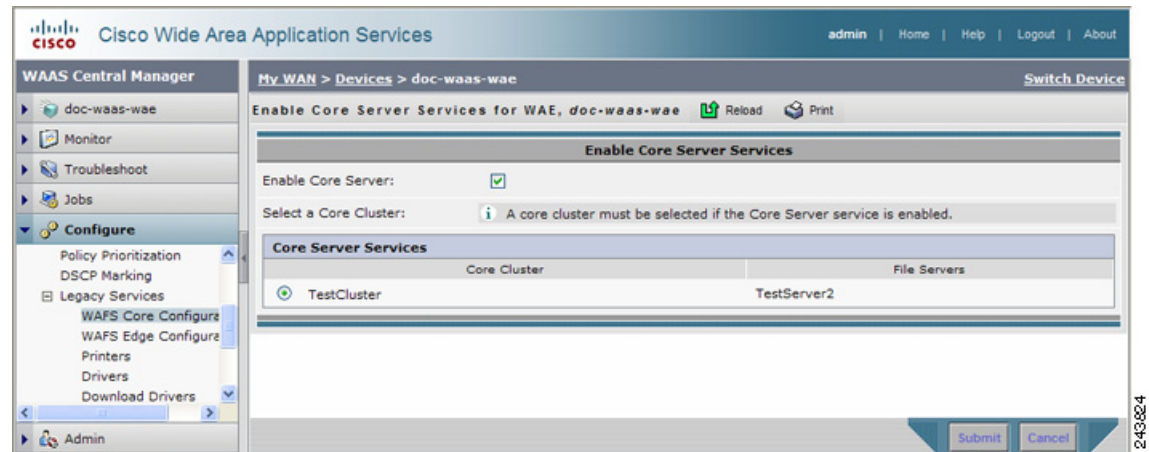 CISCO Cisco Wide Area Application Services
admin | Home | Help | Logout | About
WAAS Central Manager
My WAN > Devices > doc-waas-wae
Switch Device
doc-waas-wae
Monitor
Troubleshoot
Jobs
Configure
Policy Prioritization
DSCP Marking
Legacy Services
WAFS Core Configura
WAFS Edge Configura
Printers
Drivers
Download Drivers
Admin
Enable Core Server Services for WAE, doc-waas-wae Reload Print
Enable Core Server Services
Enable Core Server:
Select a Core Cluster: i A core cluster must be selected if the Core Server service is enabled.
Core Server Services
Core Cluster File Servers
TestCluster TestServer2
Submit Cancel
243824